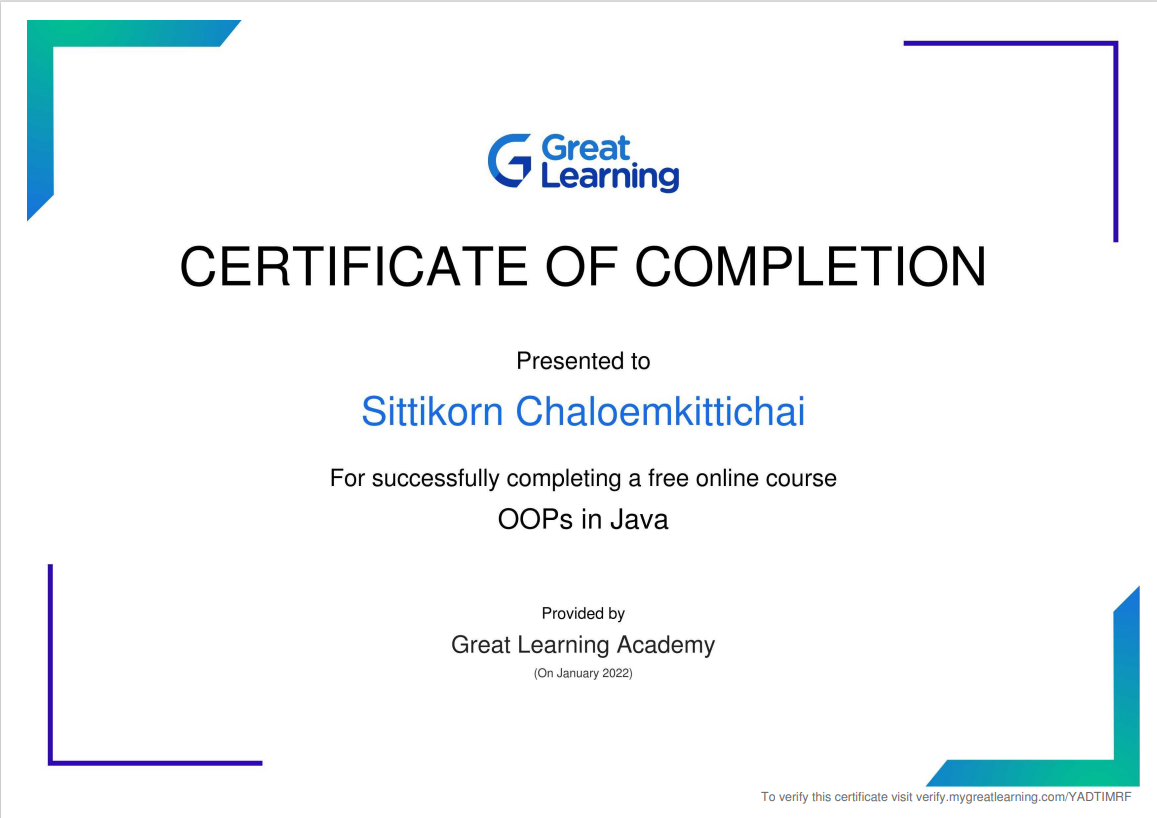 Great
Learning
CERTIFICATE OF COMPLETION
Presented to
Sittikorn Chaloemkittichai
For successfully completing a free online course
OOPs in Java
Provided by
Great Learning Academy
(On January 2022)
To verify this certificate visit verify.mygreatlearning.com/YADTIMRF